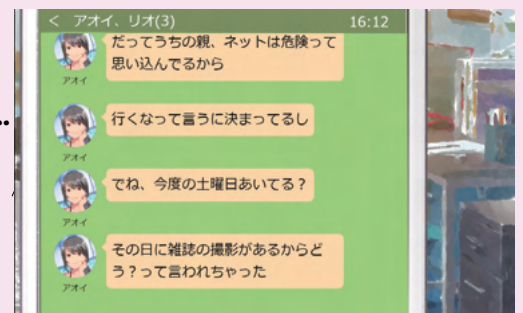 < アオイ、リオ(3) 16:12
だってうちの親、ネットは危険って
思い込んでるから
アオイ
行くなって言うに決まってるし
アオイ
でね、今度の土曜日あいてる？
アオイ
その日に雑誌の撮影があるからど
う？って言われちゃった
アオイ